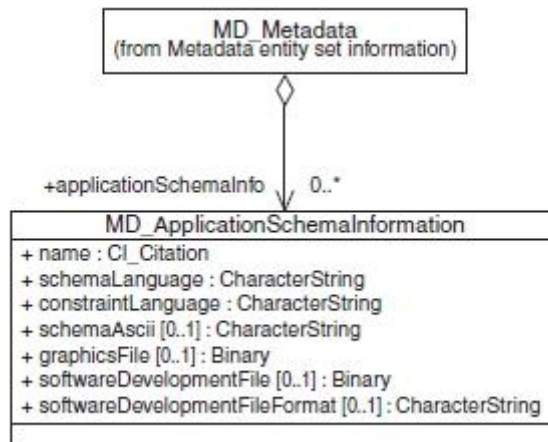 MD_Metadata
(from Metadata entity set information)
+applicationSchemaInfo 0..*
MD_ApplicationSchemaInformation
+ name : CI_Citation
+ schemaLanguage : CharacterString
+ constraintLanguage : CharacterString
+ schemaAscii [0..1] : CharacterString
+ graphicsFile [0..1] : Binary
+ softwareDevelopmentFile [0..1] : Binary
+ softwareDevelopmentFileFormat [0..1] : CharacterString